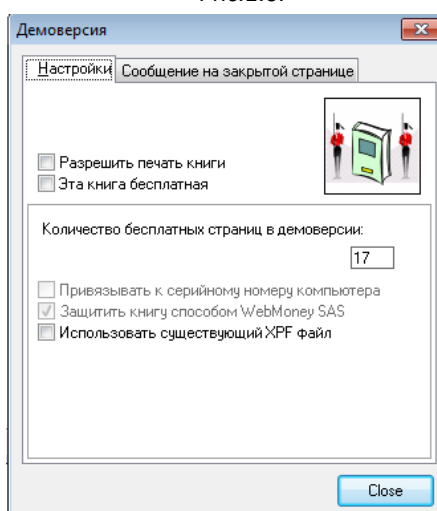 Демоверсия
Настройки Сообщение на закрытой странице
Разрешить печать книги
Эта книга бесплатная
Количество бесплатных страниц в демоверсии:
17
Привязывать к серийному номеру компьютера
Защитить книгу способом WebMoney SAS
Использовать существующий XPF файл
Close